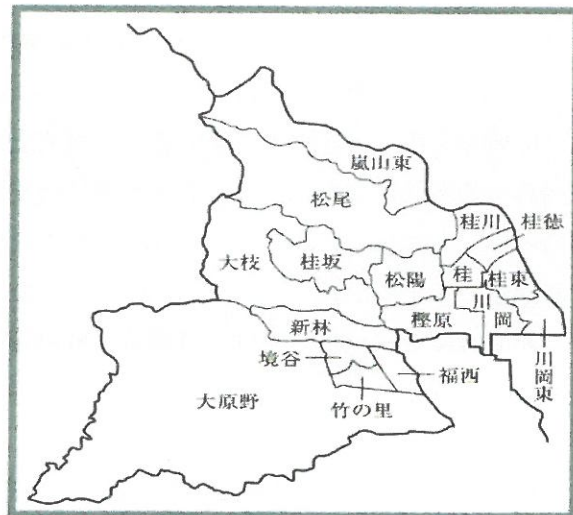 嵐山東
松尾
桂川
桂徳
大枝
桂坂
松陽
桂
桂東
川岡
樫原
新林
川岡東
境谷
福西
大原野
竹の里